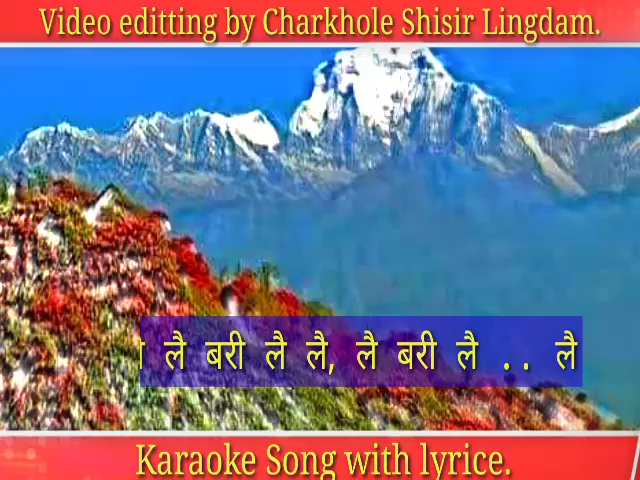 Video editting by Charkhole Shisir Lingdam.
लै बरी लै लै, लै बरी लै . . लै
Karaoke Song with lyrice.